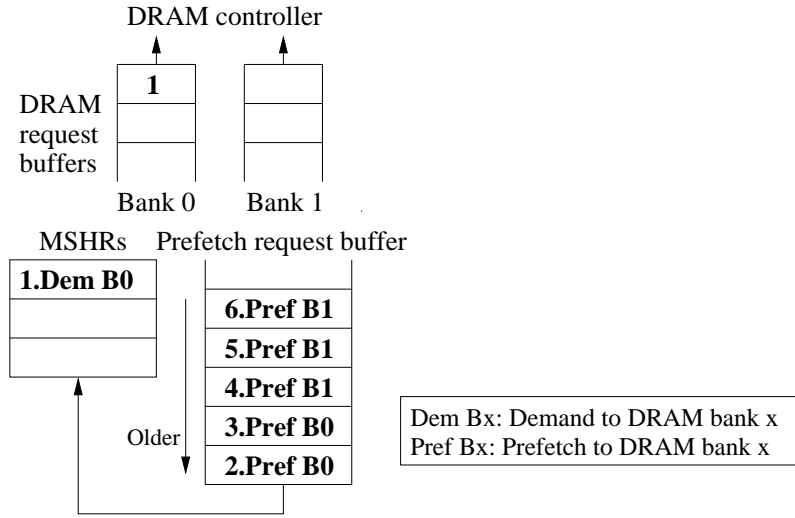 DRAM controller
1
DRAM
request
buffers
Bank 0
Bank 1
MSHRs
Prefetch request buffer
1.Dem B0
6.Pref B1
5.Pref B1
4.Pref B1
3.Pref B0
2.Pref B0
Older
Dem Bx: Demand to DRAM bank x
Pref Bx: Prefetch to DRAM bank x